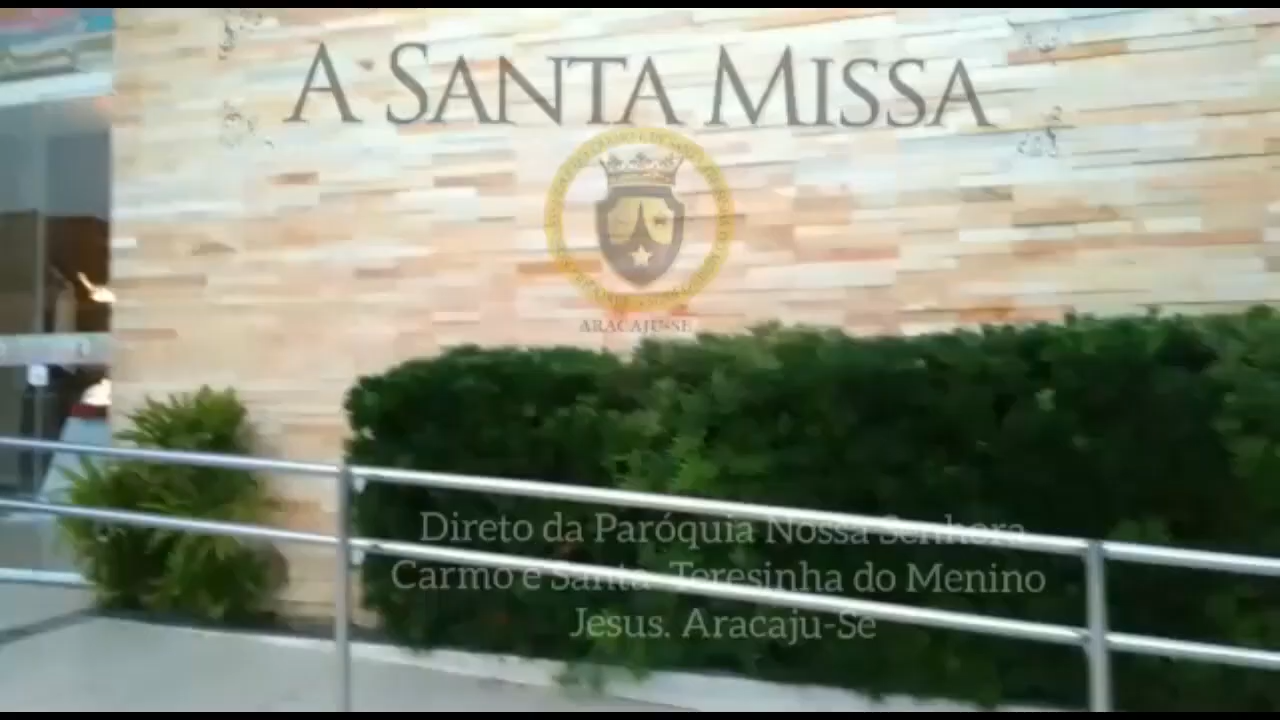 A SANTA MISSA
ARACAJU-SE
Direto da Paróquia Nossa Senhora
Carmo e Santa Teresinha do Menino
Jesus. Aracaju-Se